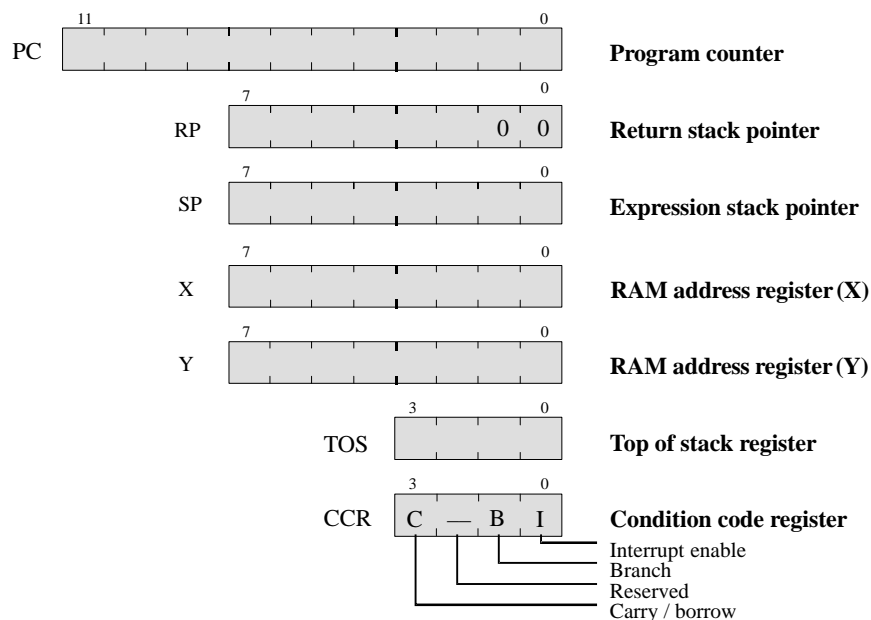 11 0
PC Program counter
7 0
RP 0 0 Return stack pointer
7 0
SP Expression stack pointer
7 0
X RAM address register (X)
7 0
Y RAM address register (Y)
3 0
TOS Top of stack register
3 0
CCR C — B I Condition code register
Interrupt enable
Branch
Reserved
Carry / borrow